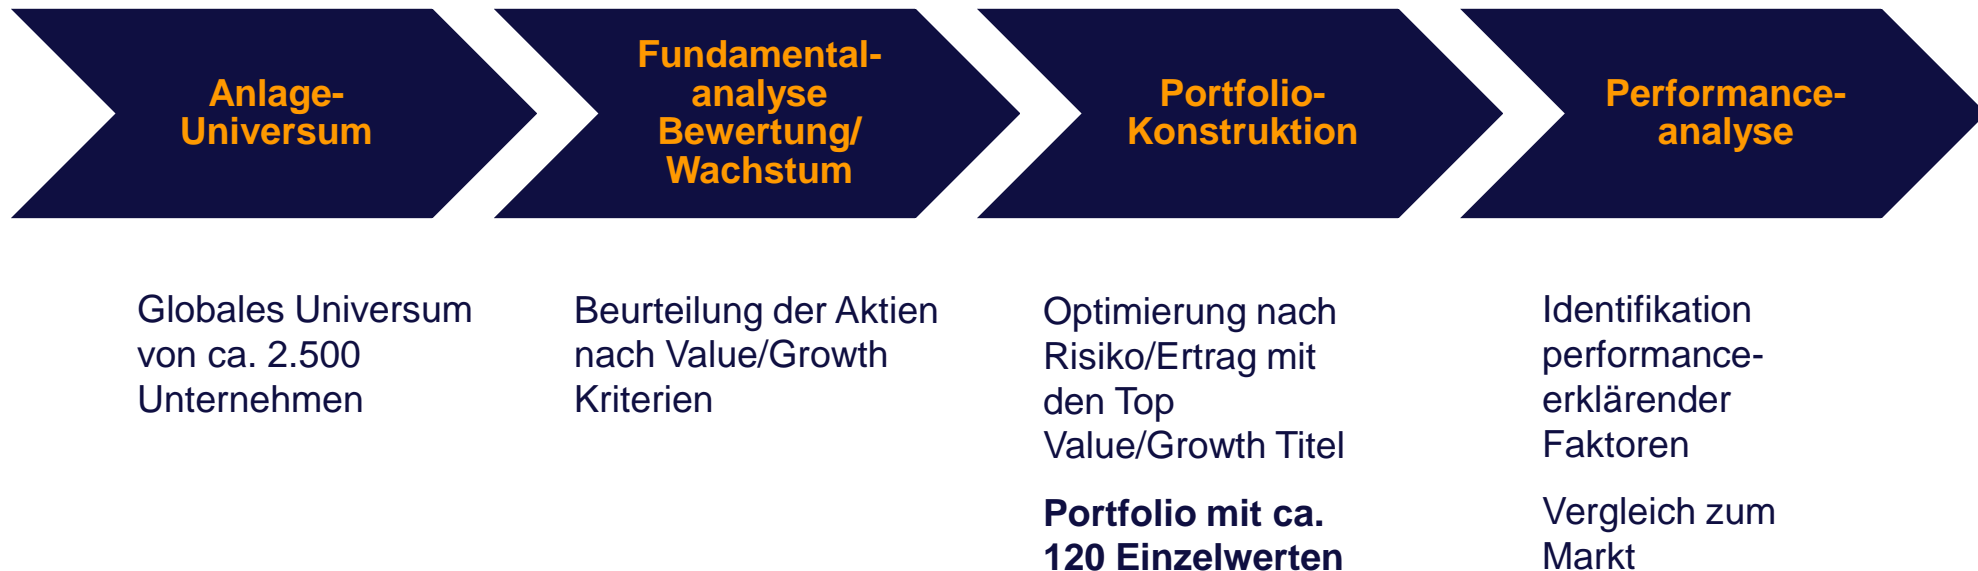 Anlage-
Universum
Fundamental-
analyse
Bewertung/
Wachstum
Portfolio-
Konstruktion
Performance-
analyse
Globales Universum
von ca. 2.500
Unternehmen
Beurteilung der Aktien
nach Value/Growth
Kriterien
Optimierung nach
Risiko/Ertrag mit
den Top
Value/Growth Titel
Portfolio mit ca.
120 Einzelwerten
Identifikation
performance-
erklärender
Faktoren
Vergleich zum
Markt